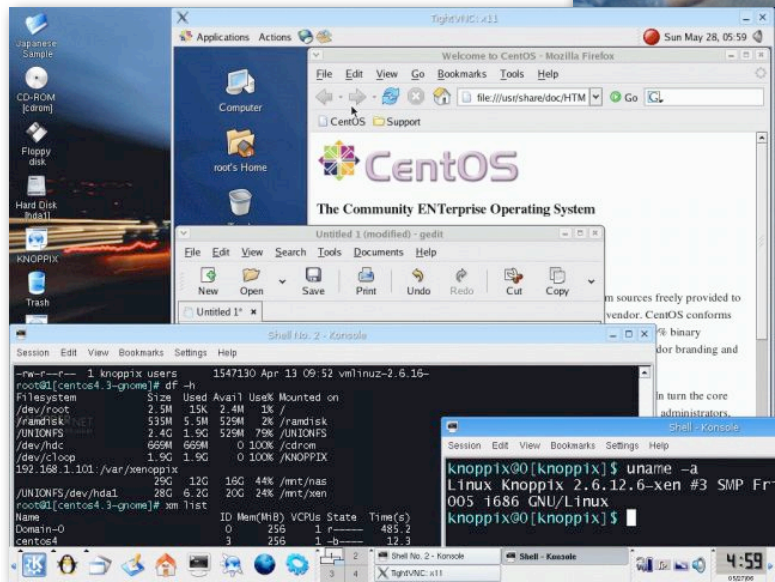 Japanese
Sample
CD-ROM
[cdrom]
Floppy
disk
Hard Disk
[hda1]
KNOPPIX
Trash
TightVNC: x11
Applications Actions
Sun May 28, 05:59
Computer
root's Home
Welcome to CentOS - Mozilla Firefox
File Edit View Go Bookmarks Tools Help
file:///usr/share/doc/HTM Go
CentOS Support
CentOS
The Community ENTerprise Operating System
m sources freely provided to
vendor. CentOS conforms
% binary
dor branding and
In turn the core
administrators,
Untitled 1 (modified) - gedit
File Edit View Search Tools Documents Help
New Open Save Print Undo Redo Cut Copy
Untitled 1*
Shell No. 2 - Konsole
Session Edit View Bookmarks Settings Help
-rw-r--r-- 1 knoppix users 1547130 Apr 13 09:52 vmlinuz-2.6.16-
root@1[centos4.3-gnome]# df -h
Filesystem Size Used Avail Use% Mounted on
/dev/root 2.5M 15K 2.4M 1% /
/ramdisk 535M 5.5M 529M 2% /ramdisk
/UNIONFS 2.4G 1.9G 529M 79% /UNIONFS
/dev/hdc 669M 669M 0 100% /cdrom
/dev/cloop 1.9G 1.9G 0 100% /KNOPPIX
192.168.1.101:/var/xenoppix
29G 12G 16G 44% /mnt/nas
/UNIONFS/dev/hda1 28G 6.2G 20G 24% /mnt/xen
root@1[centos4.3-gnome]# xm list
Name ID Mem(MiB) VCPUs State Time(s)
Domain-0 0 256 1 r----- 485.2
centos4 3 256 1 -b---- 12.3
Shell - Konsole
Session Edit View Bookmarks Settings Help
knoppix@0[knoppix]$ uname -a
Linux Knoppix 2.6.12.6-xen #3 SMP Fri
005 i686 GNU/Linux
knoppix@0[knoppix]$
2
3 4
Shell No. 2 - Konsole
Shell - Konsole
TightVNC: x11
4:59
05/27/06